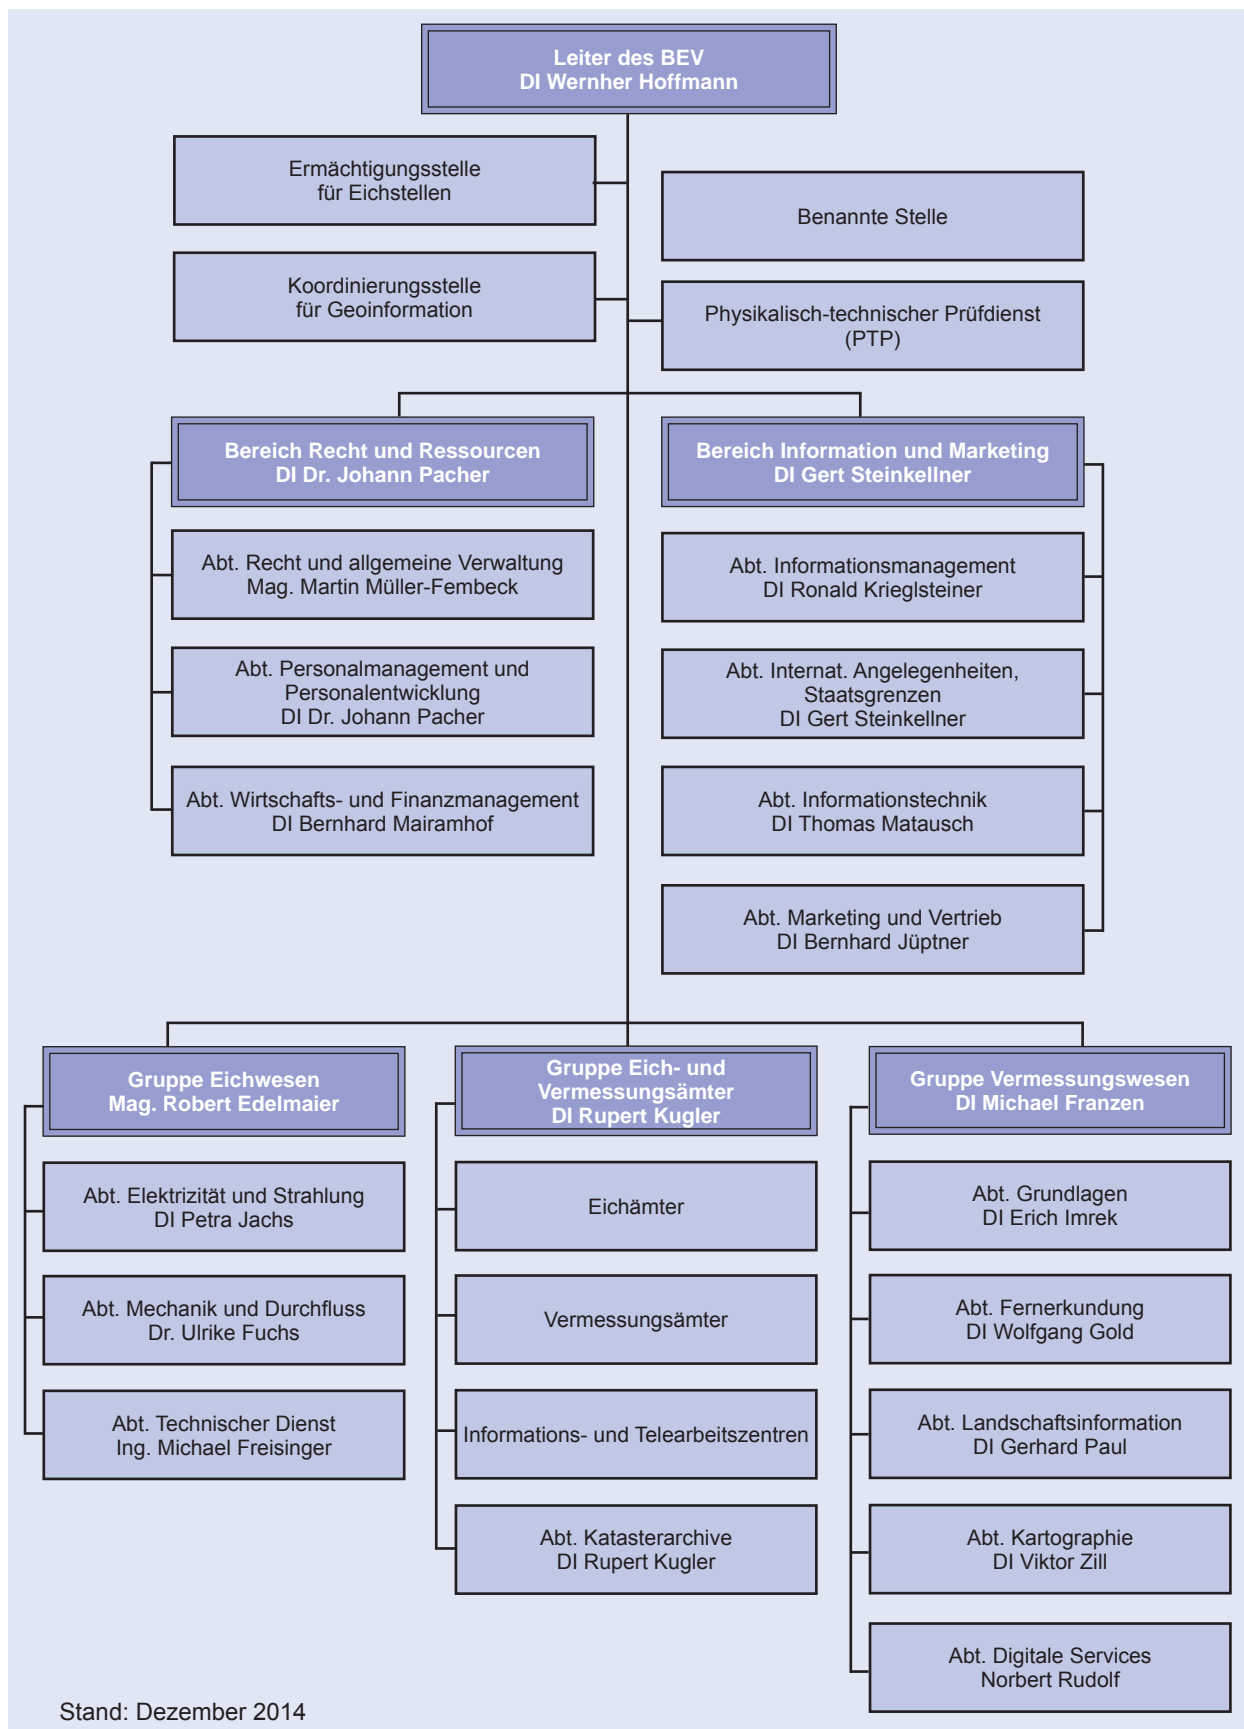 Leiter des BEV
DI Wernher Hoffmann
Ermächtigungsstelle
für Eichstellen
Benannte Stelle
Koordinierungsstelle
für Geoinformation
Physikalisch-technischer Prüfdienst
(PTP)
Bereich Recht und Ressourcen
DI Dr. Johann Pacher
Abt. Recht und allgemeine Verwaltung
Mag. Martin Müller-Fembeck
Abt. Personalmanagement und
Personalentwicklung
DI Dr. Johann Pacher
Abt. Wirtschafts- und Finanzmanagement
DI Bernhard Mairamhof
Bereich Information und Marketing
DI Gert Steinkellner
Abt. Informationsmanagement
DI Ronald Krieglsteiner
Abt. Internat. Angelegenheiten,
Staatsgrenzen
DI Gert Steinkellner
Abt. Informationstechnik
DI Thomas Matausch
Abt. Marketing und Vertrieb
DI Bernhard Jüptner
Gruppe Eichwesen
Mag. Robert Edelmaier
Abt. Elektrizität und Strahlung
DI Petra Jachs
Abt. Mechanik und Durchfluss
Dr. Ulrike Fuchs
Abt. Technischer Dienst
Ing. Michael Freisinger
Gruppe Eich- und
Vermessungsämter
DI Rupert Kugler
Eichämter
Vermessungsämter
Informations- und Telearbeitszentren
Abt. Katasterarchive
DI Rupert Kugler
Gruppe Vermessungswesen
DI Michael Franzen
Abt. Grundlagen
DI Erich Imrek
Abt. Fernerkundung
DI Wolfgang Gold
Abt. Landschaftsinformation
DI Gerhard Paul
Abt. Kartographie
DI Viktor Zill
Abt. Digitale Services
Norbert Rudolf
Stand: Dezember 2014